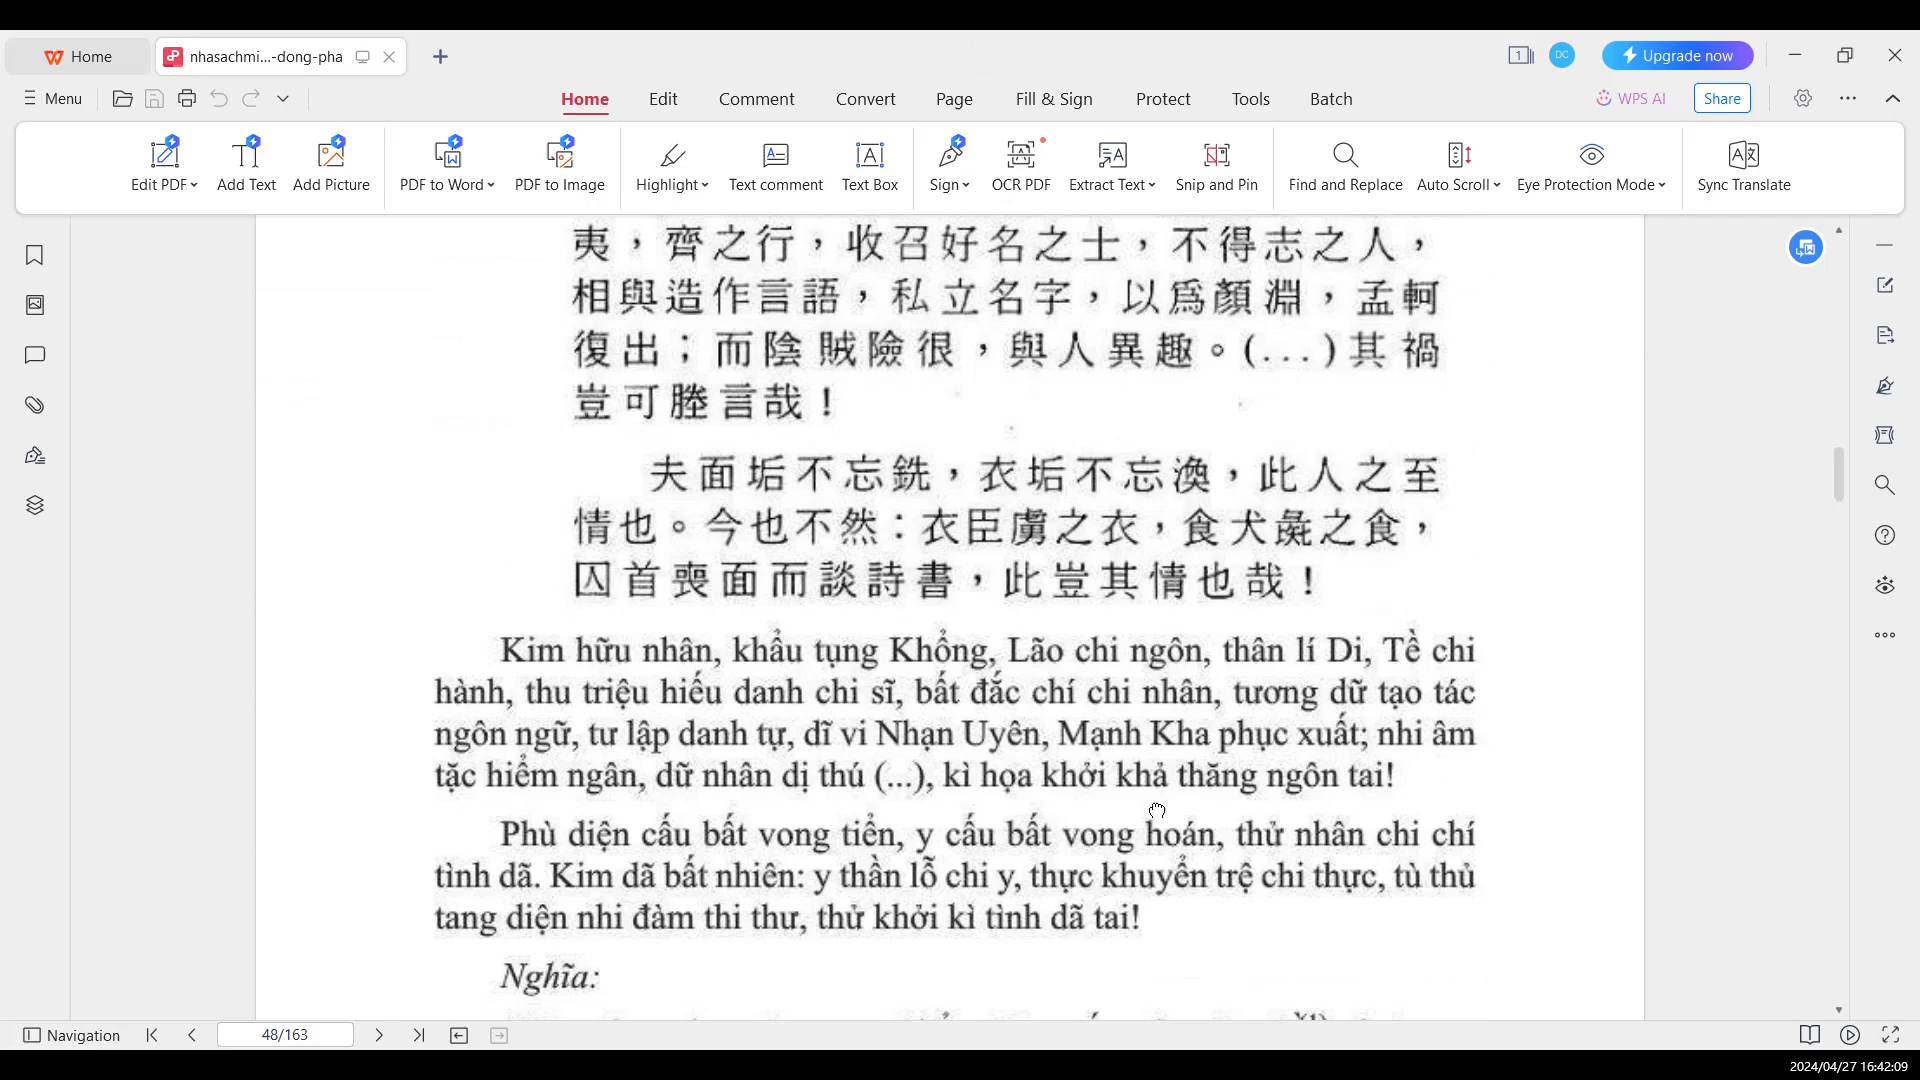 Home
nhasachmi...-dong-pha
1
DC
Upgrade now
Menu
Home
Edit
Comment
Convert
Page
Fill & Sign
Protect
Tools
Batch
WPS AI
Share
Edit PDF
Add Text
Add Picture
PDF to Word
PDF to Image
Highlight
Text comment
Text Box
Sign
OCR PDF
Extract Text
Snip and Pin
Find and Replace
Auto Scroll
Eye Protection Mode
Sync Translate
夷，齊之行，收召好名之士，不得志之人，
相與造作言語，私立名字，以爲顏淵，孟軻
復出；而陰賊險很，與人異趣。(...)其禍
豈可言哉！
夫面垢不忘銑，衣垢不忘渙，此人之至
情也。今也不然：衣臣虜之衣，食犬彘之食，
囚首喪面而談詩書，此豈其情也哉！
Kim hữu nhân, khẩu tụng Khổng, Lão chi ngôn, thân lí Di, Tề chi
hành, thu triệu hiếu danh chi sĩ, bất đắc chí chi nhân, tương dữ tạo tác
ngôn ngữ, tư lập danh tự, dĩ vi Nhạn Uyên, Mạnh Kha phục xuất; nhi âm
tặc hiểm ngân, dữ nhân dị thú (...), kì họa khởi khả thăng ngôn tai!
Phù diện cấu bất vong tiển, y cấu bất vong hoán, thử nhân chi chí
tình dã. Kim dã bất nhiên: y thần lỗ chi y, thực khuyển trệ chi thực, tù thủ
tang diện nhi đàm thi thư, thử khởi kì tình dã tai!
Nghĩa:
Navigation
48/163
2024/04/27 16:42:09